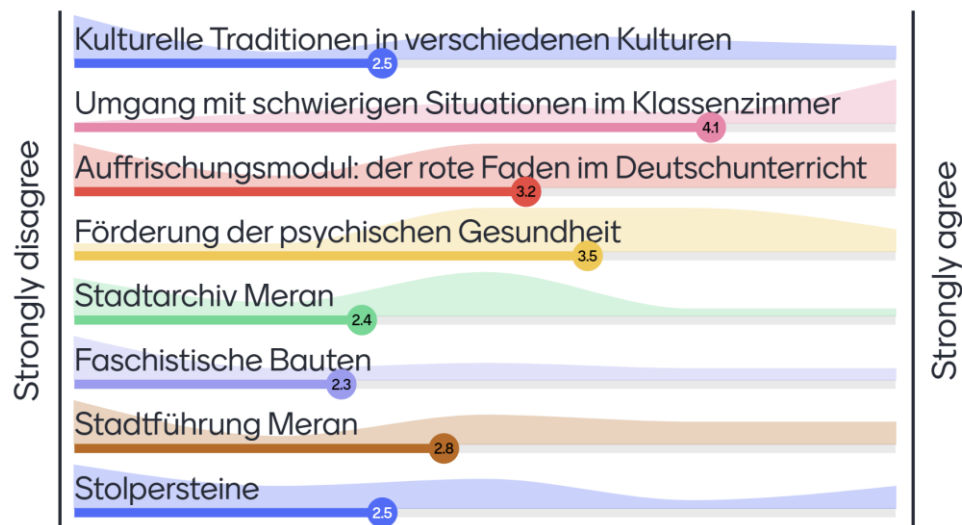 Strongly disagree
Kulturelle Traditionen in verschiedenen Kulturen
2.5
Umgang mit schwierigen Situationen im Klassenzimmer
4.1
Auffrischungsmodul: der rote Faden im Deutschunterricht
3.2
Förderung der psychischen Gesundheit
3.5
Stadtarchiv Meran
2.4
Faschistische Bauten
2.3
Stadtführung Meran
2.8
Stolpersteine
2.5
Strongly agree